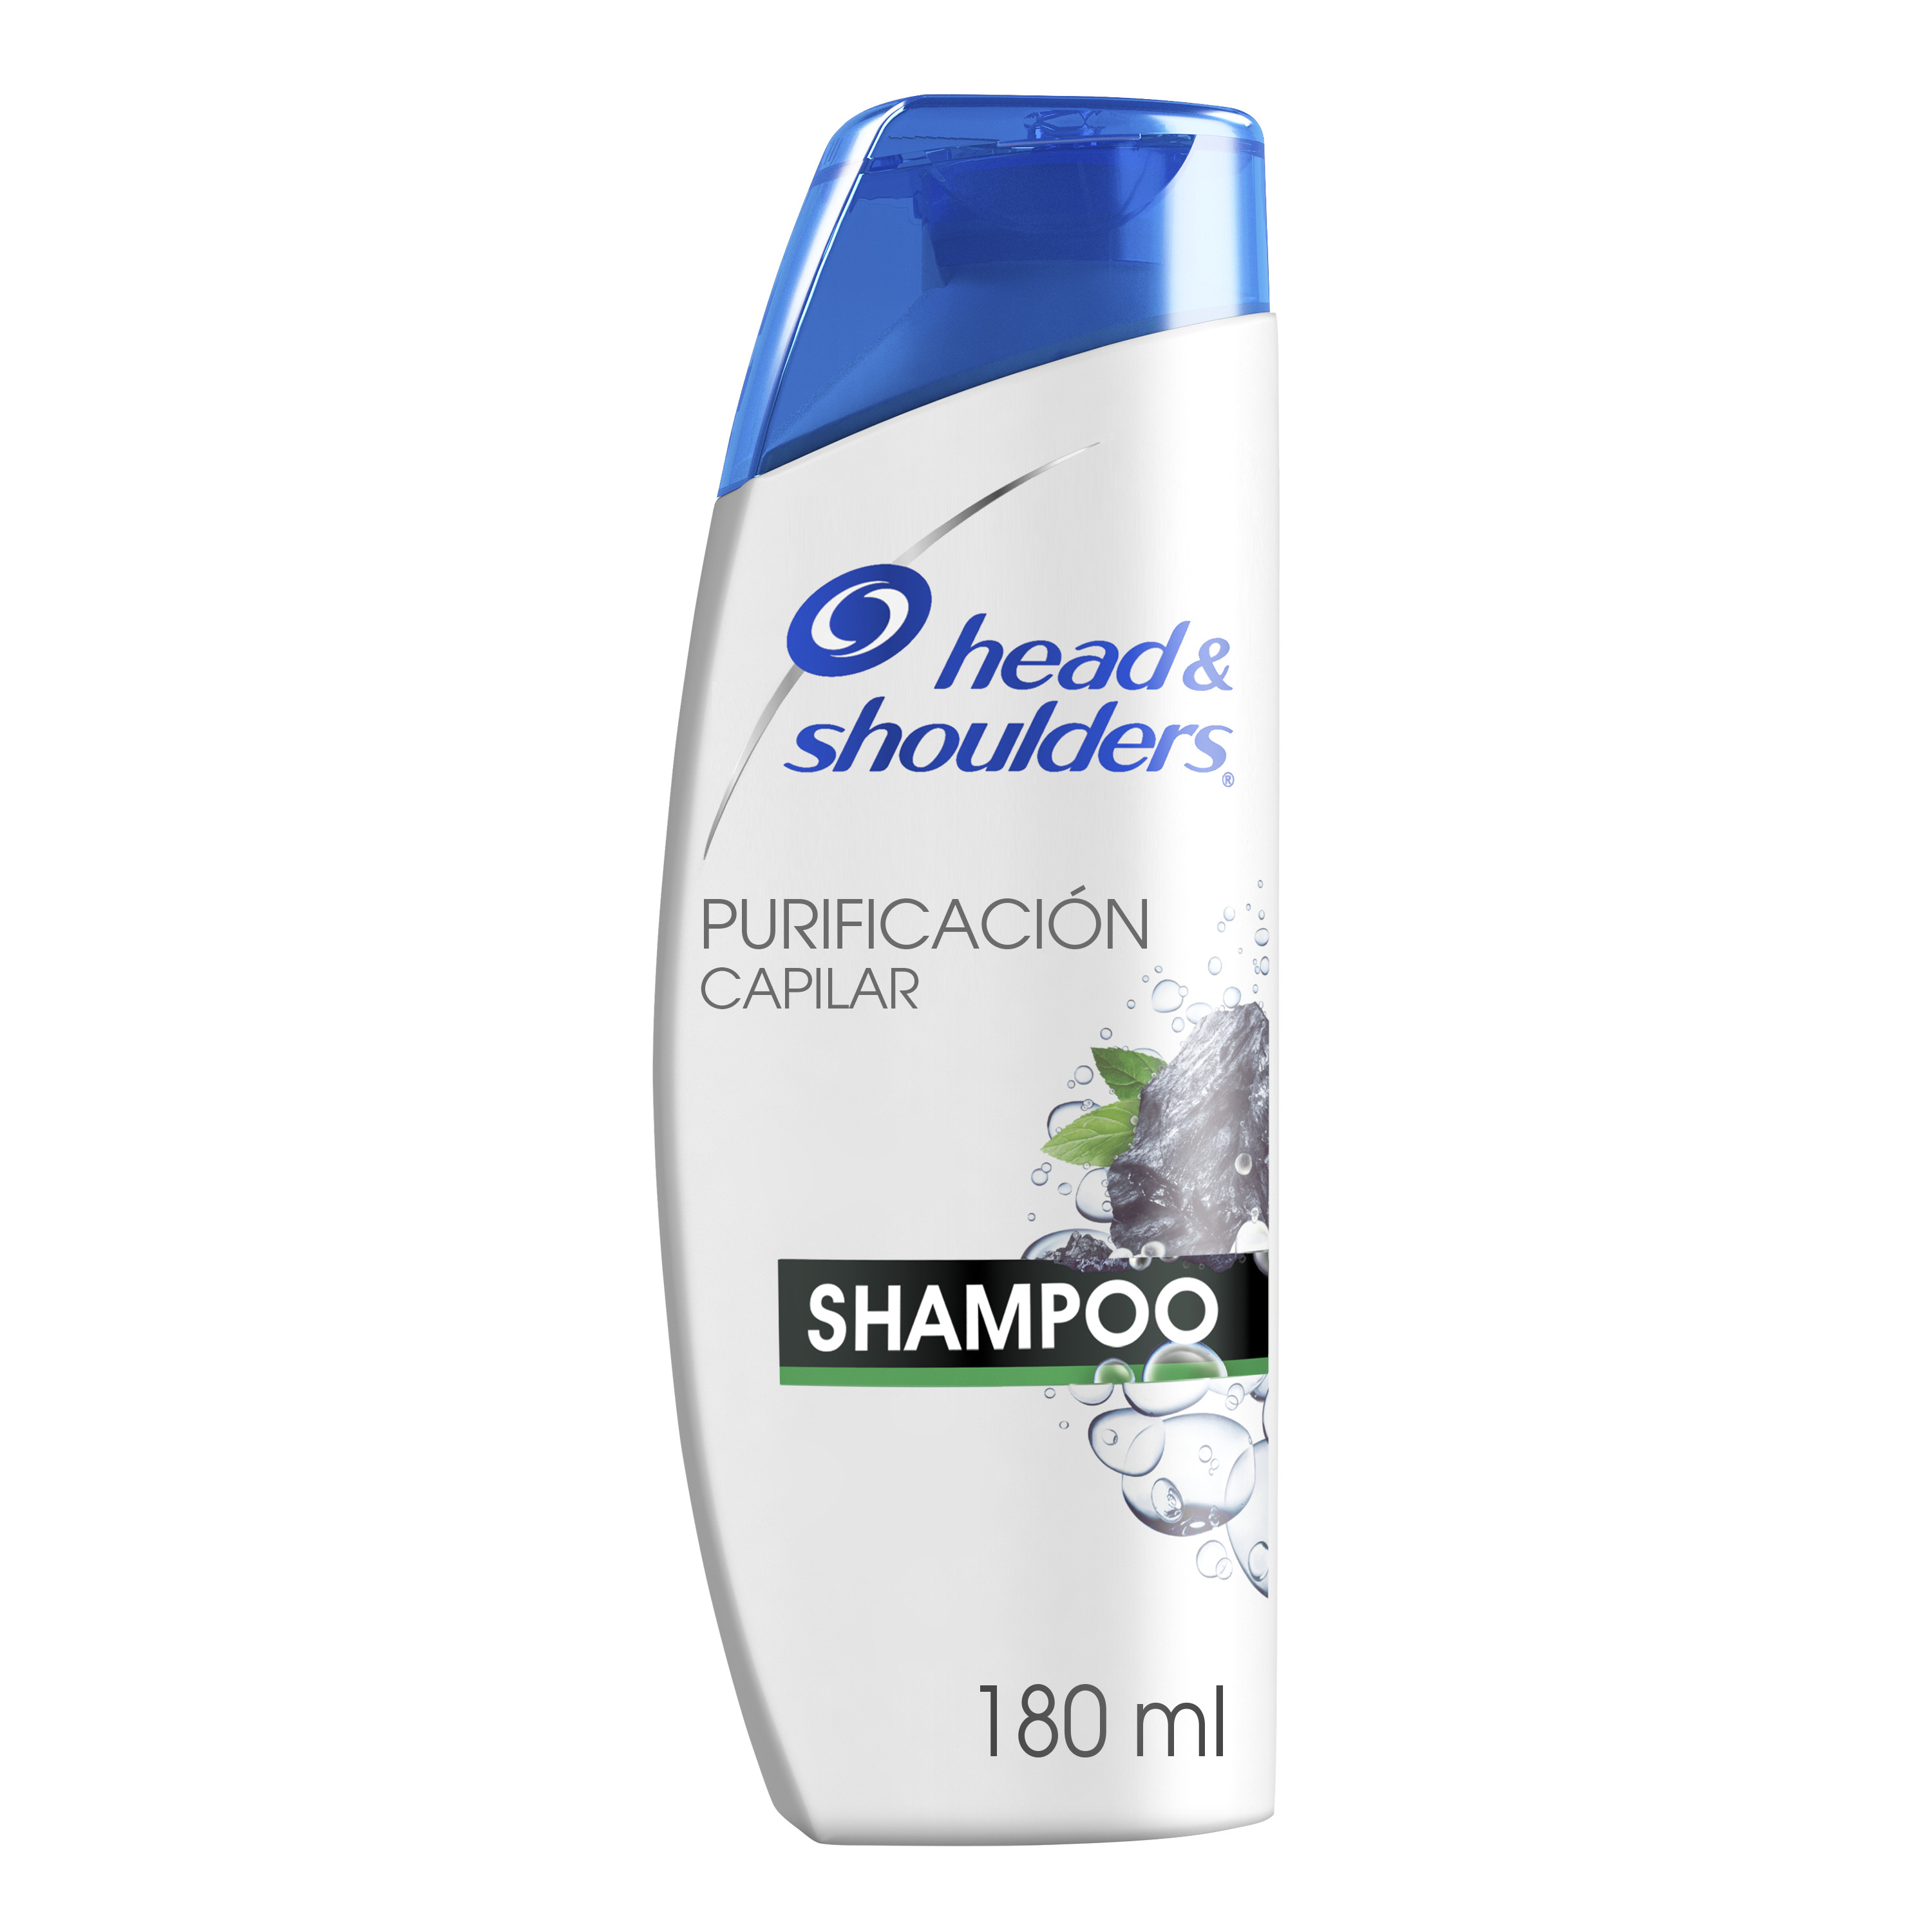 head &
shoulders®
PURIFICACIÓN
CAPILAR
SHAMPOO
180 ml